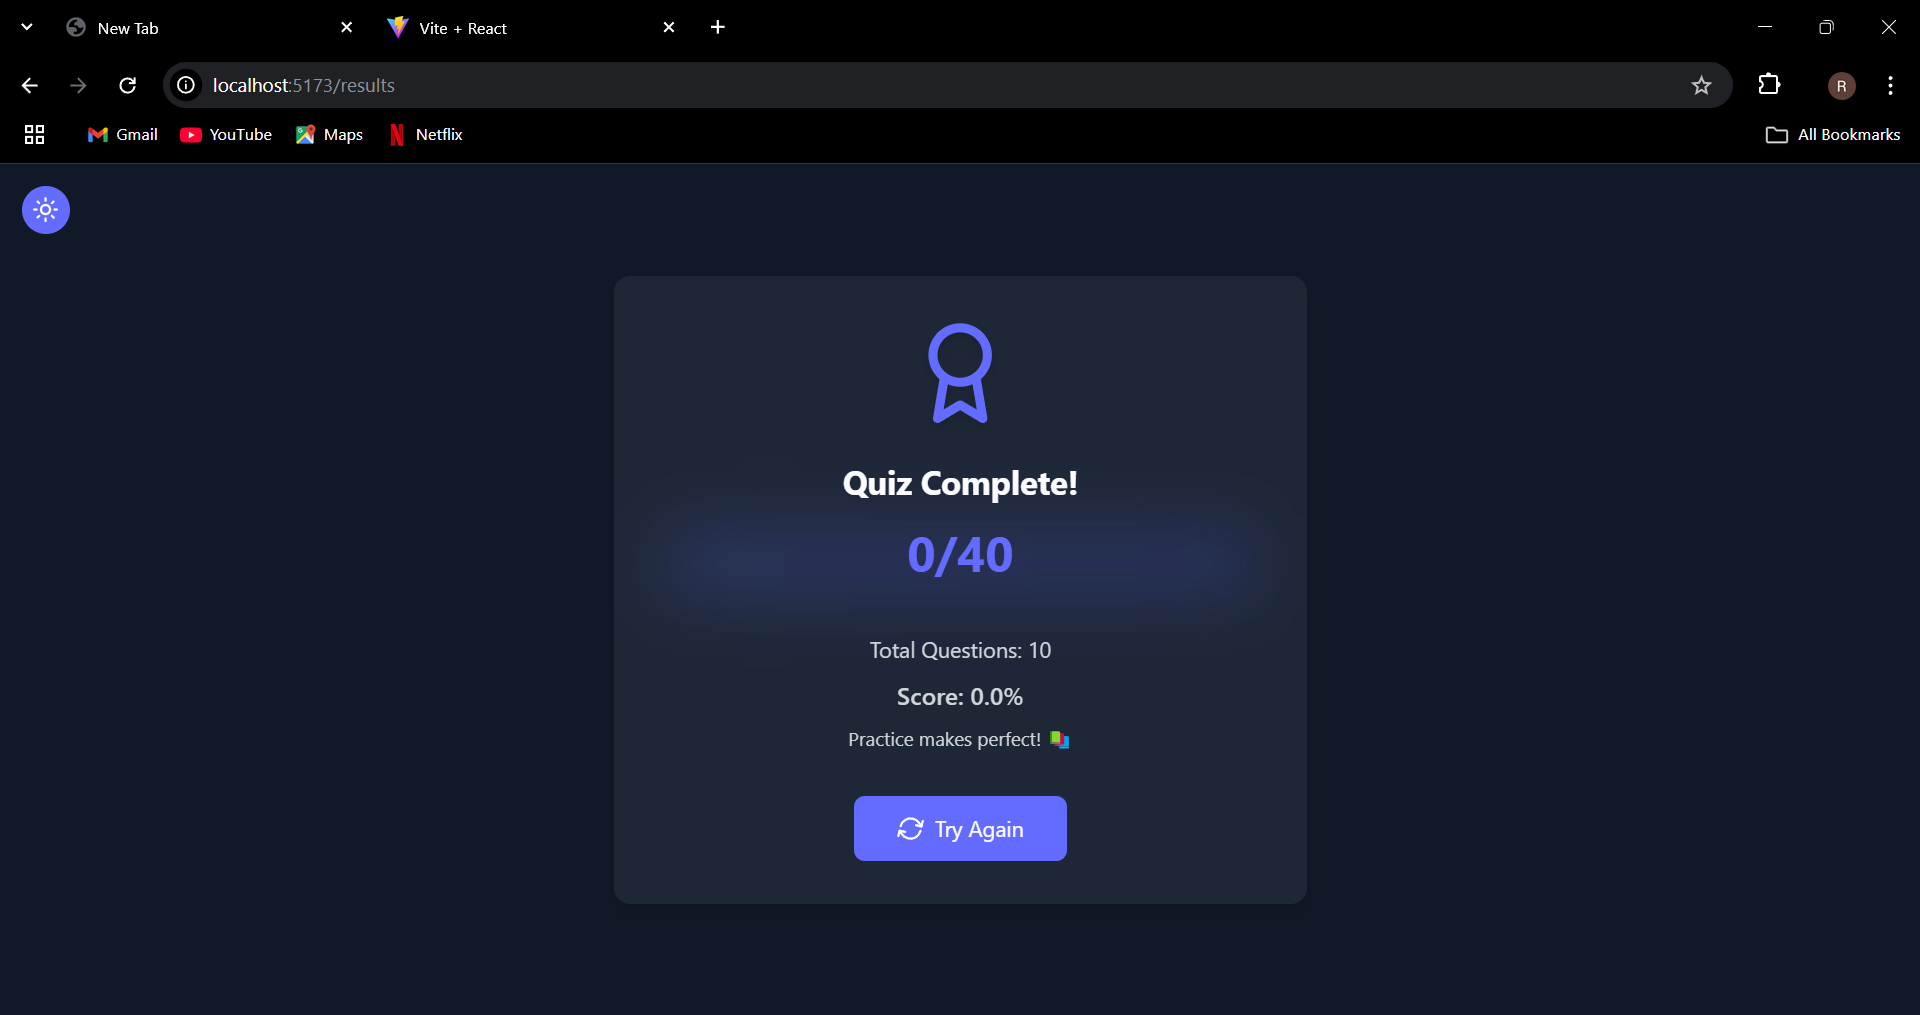 New Tab
Vite + React
localhost:5173/results
R
Gmail
YouTube
Maps
Netflix
All Bookmarks
Quiz Complete!
0/40
Total Questions: 10
Score: 0.0%
Practice makes perfect! 📚
Try Again